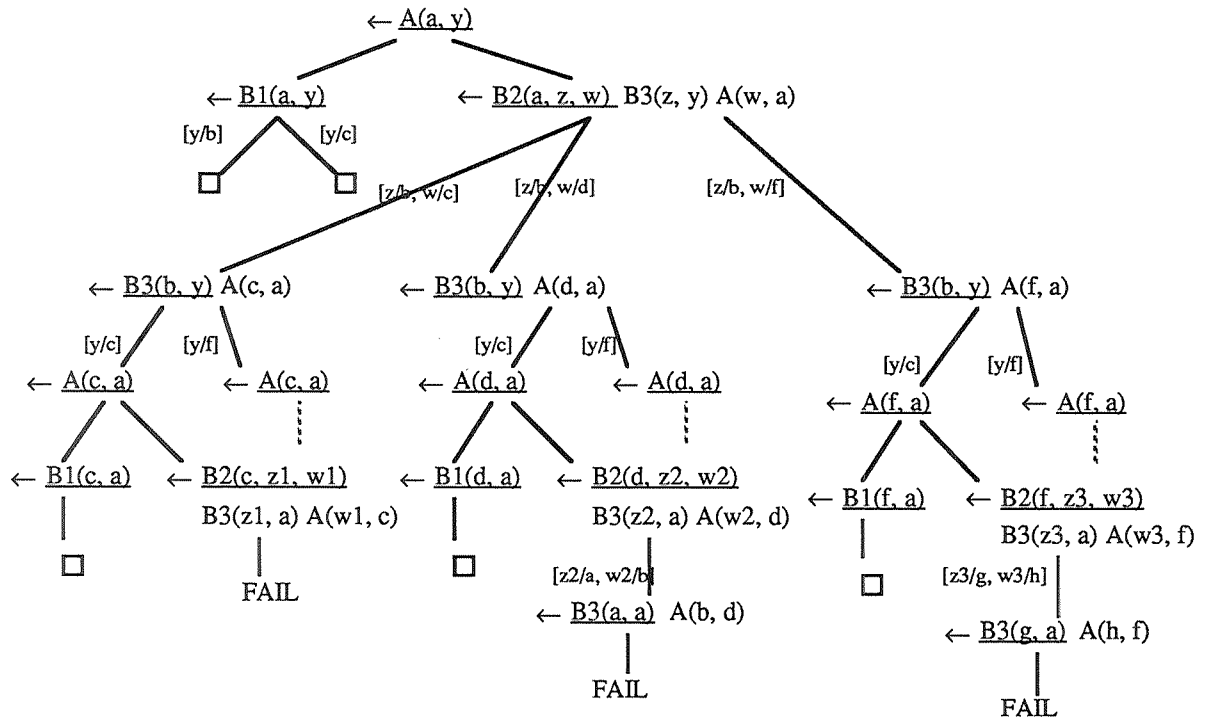 ← A(a, y)
← B1(a, y)
← B2(a, z, w) B3(z, y) A(w, a)
[y/b]
[y/c]
[z/b, w/c]
[z/b, w/d]
[z/b, w/f]
← B3(b, y) A(c, a)
← B3(b, y) A(d, a)
← B3(b, y) A(f, a)
[y/c]
[y/f]
[y/c]
[y/f]
[y/c]
[y/f]
← A(c, a)
← A(c, a)
← A(d, a)
← A(d, a)
← A(f, a)
← A(f, a)
← B1(c, a)
← B2(c, z1, w1)
B3(z1, a) A(w1, c)
← B1(d, a)
← B2(d, z2, w2)
B3(z2, a) A(w2, d)
← B1(f, a)
← B2(f, z3, w3)
B3(z3, a) A(w3, f)
FAIL
[z2/a, w2/b]
[z3/g, w3/h]
← B3(a, a) A(b, d)
← B3(g, a) A(h, f)
FAIL
FAIL